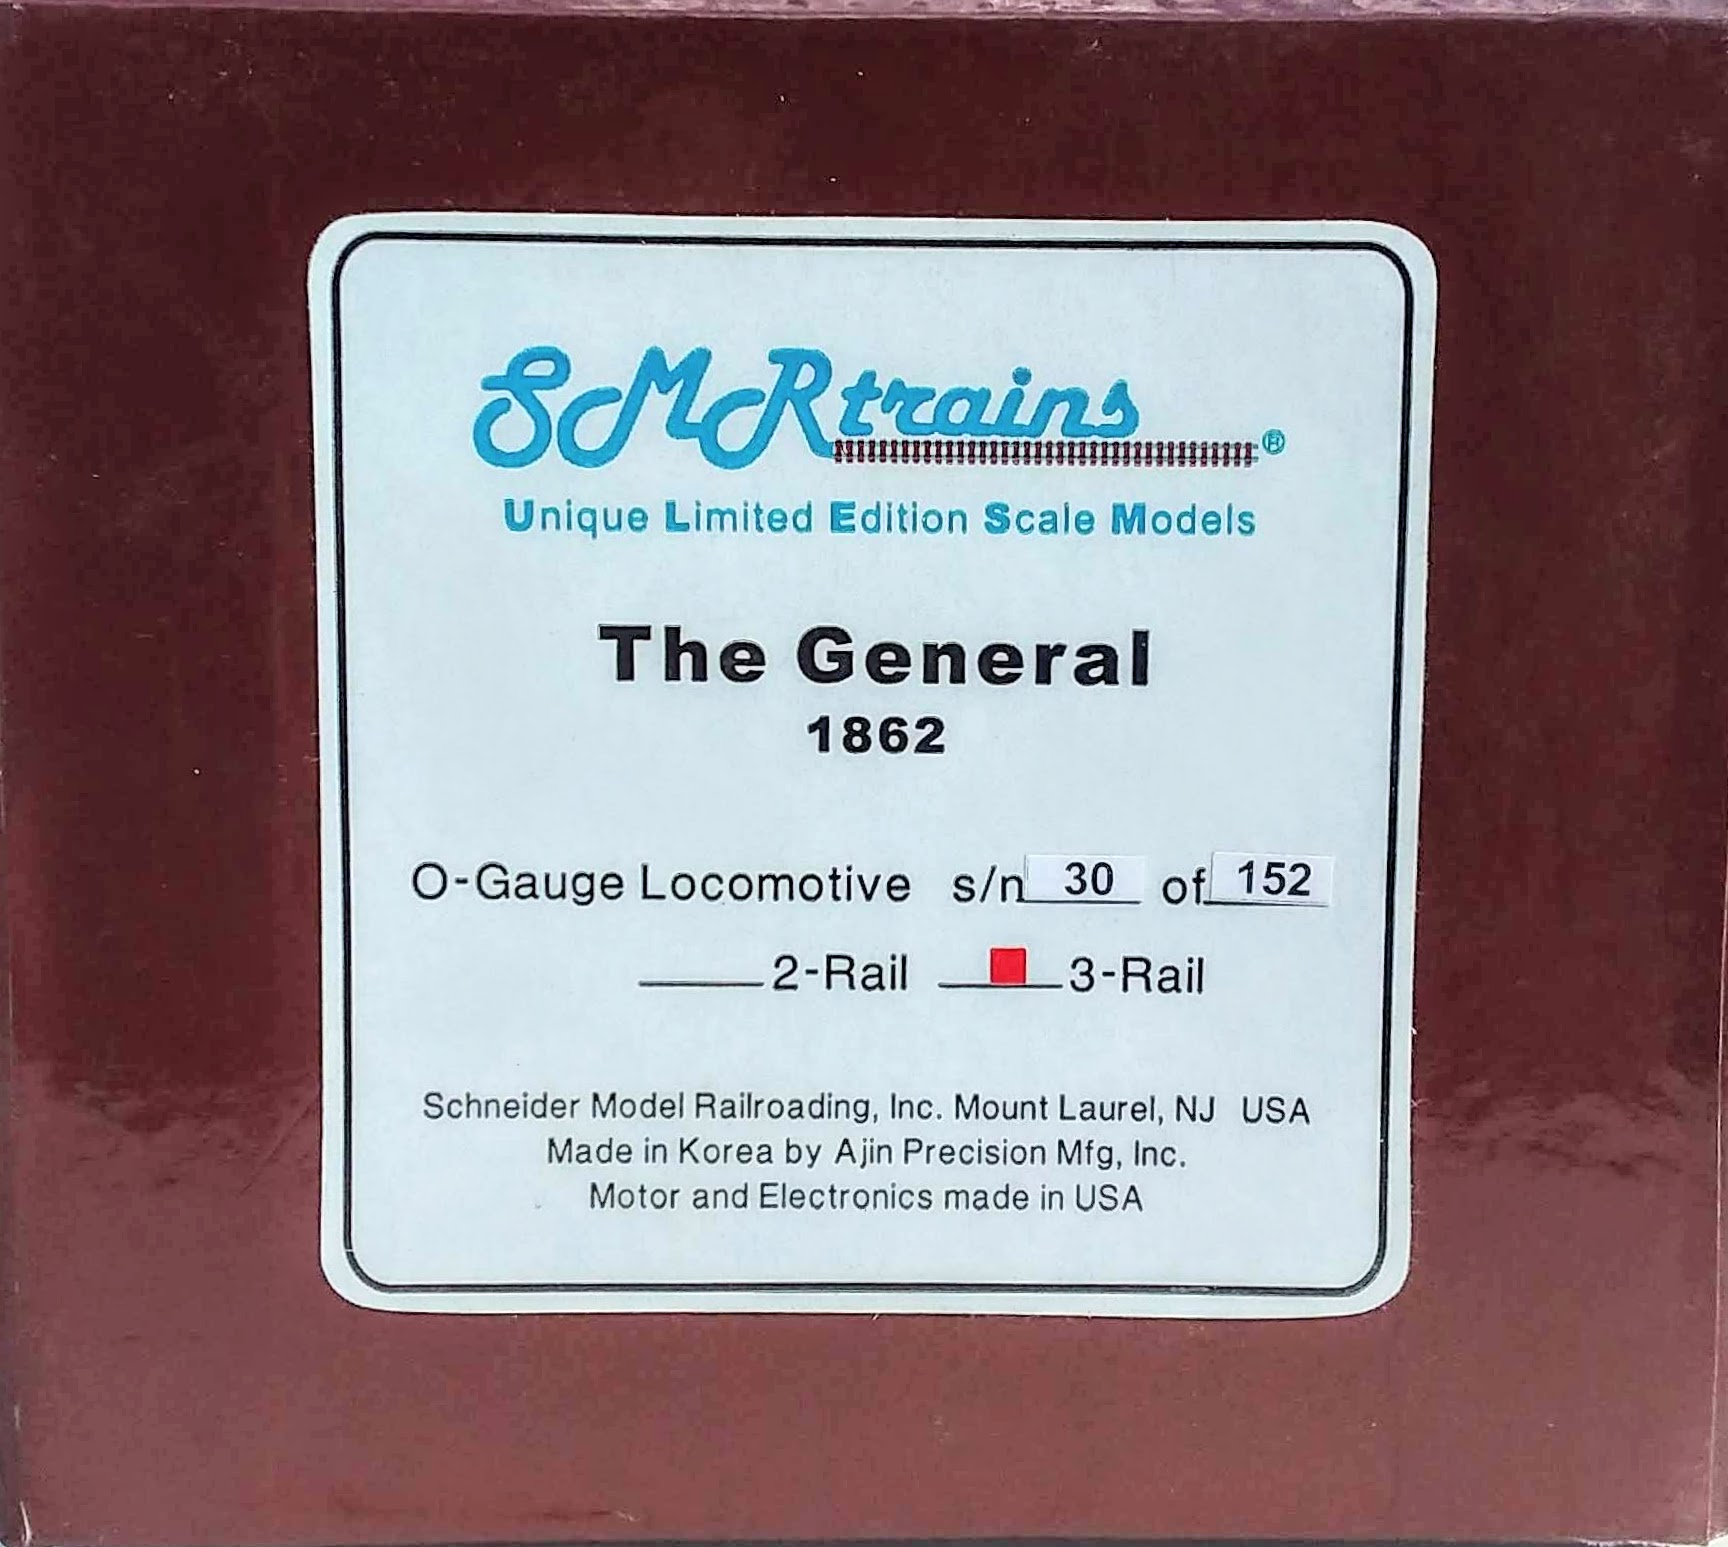 SMRtrains®
Unique Limited Edition Scale Models
The General
1862
O-Gauge Locomotive s/n 30 of 152
2-Rail 3-Rail
Schneider Model Railroading, Inc. Mount Laurel, NJ USA
Made in Korea by Ajin Precision Mfg, Inc.
Motor and Electronics made in USA